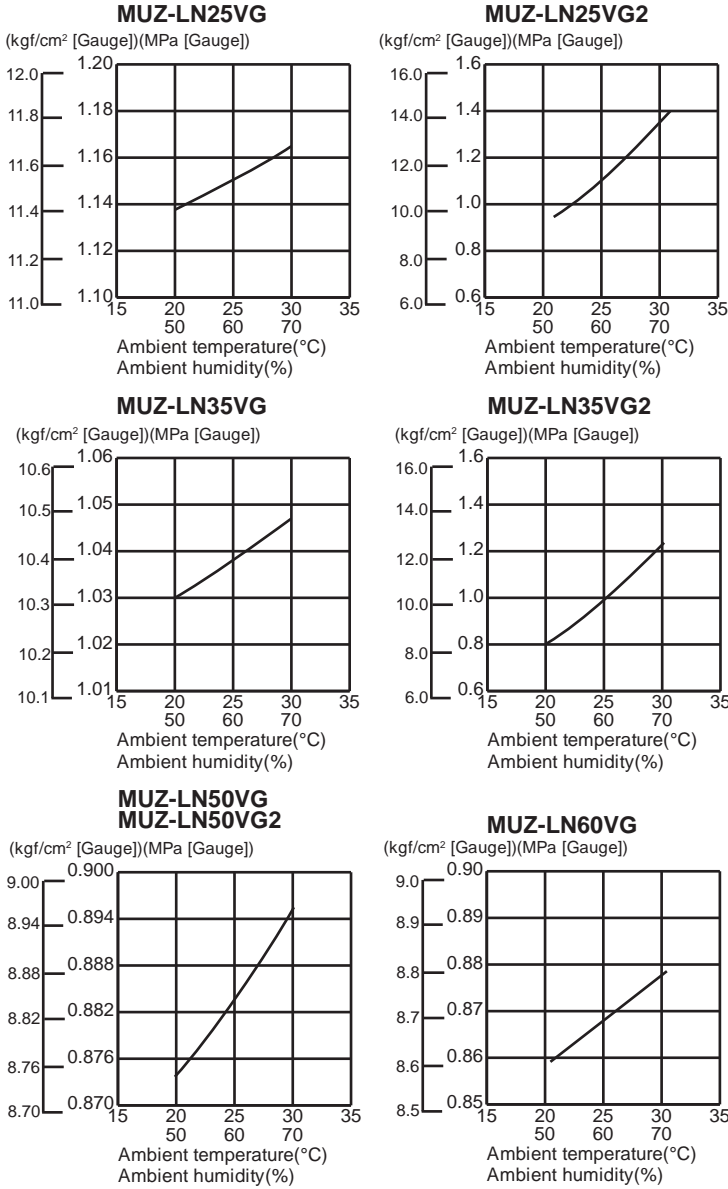 MUZ-LN25VG
(kgf/cm² [Gauge])(MPa [Gauge])
12.0
11.8
11.6
11.4
11.2
11.0
1.20
1.18
1.16
1.14
1.12
1.10
15 20 25 30 35
50 60 70
Ambient temperature(°C)
Ambient humidity(%)
MUZ-LN25VG2
(kgf/cm² [Gauge])(MPa [Gauge])
16.0
14.0
12.0
10.0
8.0
6.0
1.6
1.4
1.2
1.0
0.8
0.6
15 20 25 30 35
50 60 70
Ambient temperature(°C)
Ambient humidity(%)
MUZ-LN35VG
(kgf/cm² [Gauge])(MPa [Gauge])
10.6
10.5
10.4
10.3
10.2
10.1
1.06
1.05
1.04
1.03
1.02
1.01
15 20 25 30 35
50 60 70
Ambient temperature(°C)
Ambient humidity(%)
MUZ-LN35VG2
(kgf/cm² [Gauge])(MPa [Gauge])
16.0
14.0
12.0
10.0
8.0
6.0
1.6
1.4
1.2
1.0
0.8
0.6
15 20 25 30 35
50 60 70
Ambient temperature(°C)
Ambient humidity(%)
MUZ-LN50VG
MUZ-LN50VG2
(kgf/cm² [Gauge])(MPa [Gauge])
9.00
8.94
8.88
8.82
8.76
8.70
0.900
0.894
0.888
0.882
0.876
0.870
15 20 25 30 35
50 60 70
Ambient temperature(°C)
Ambient humidity(%)
MUZ-LN60VG
(kgf/cm² [Gauge])(MPa [Gauge])
9.0
8.9
8.8
8.7
8.6
8.5
0.90
0.89
0.88
0.87
0.86
0.85
15 20 25 30 35
50 60 70
Ambient temperature(°C)
Ambient humidity(%)